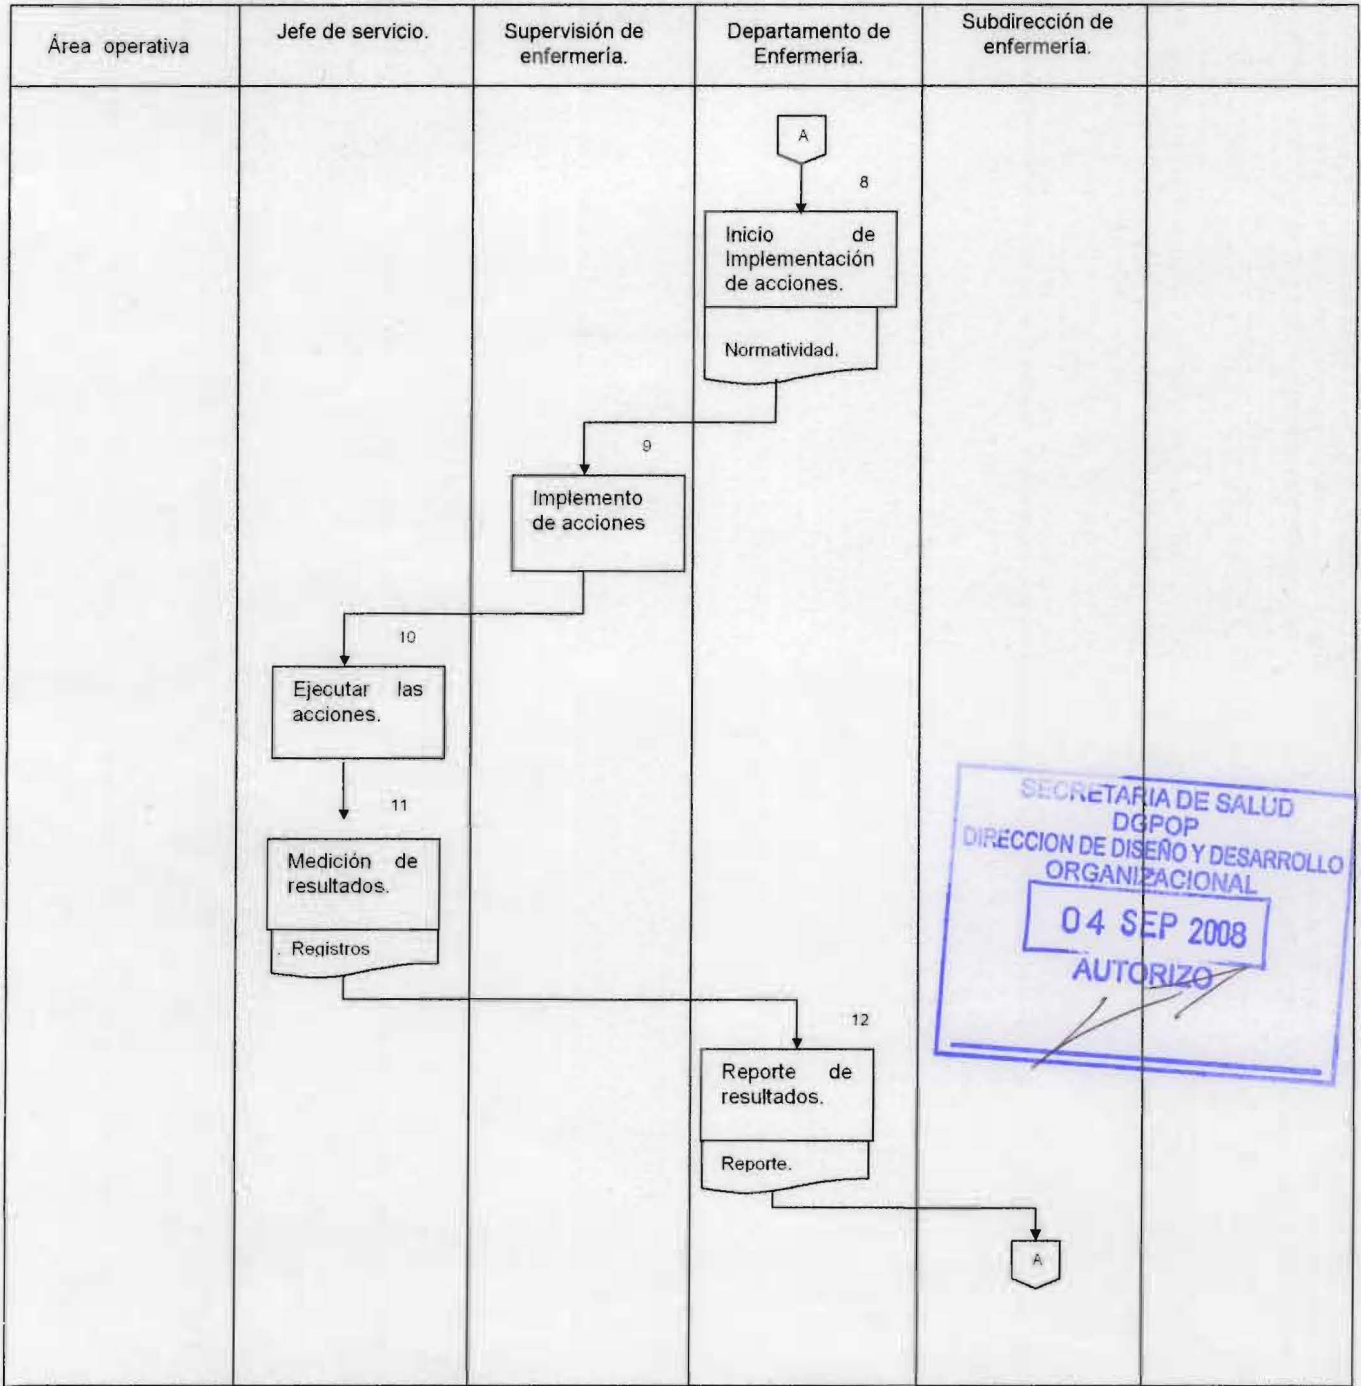 Área operativa
Jefe de servicio.
Supervisión de
enfermería.
Departamento de
Enfermería.
Subdirección de
enfermería.
A
8
Inicio de
Implementación
de acciones.
Normatividad.
9
Implemento
de acciones
10
Ejecutar las
acciones.
11
Medición de
resultados.
. Registros
12
Reporte de
resultados.
Reporte.
A
SECRETARIA DE SALUD
DGPOP
DIRECCION DE DISEÑO Y DESARROLLO
ORGANIZACIONAL
04 SEP 2008
AUTORIZO